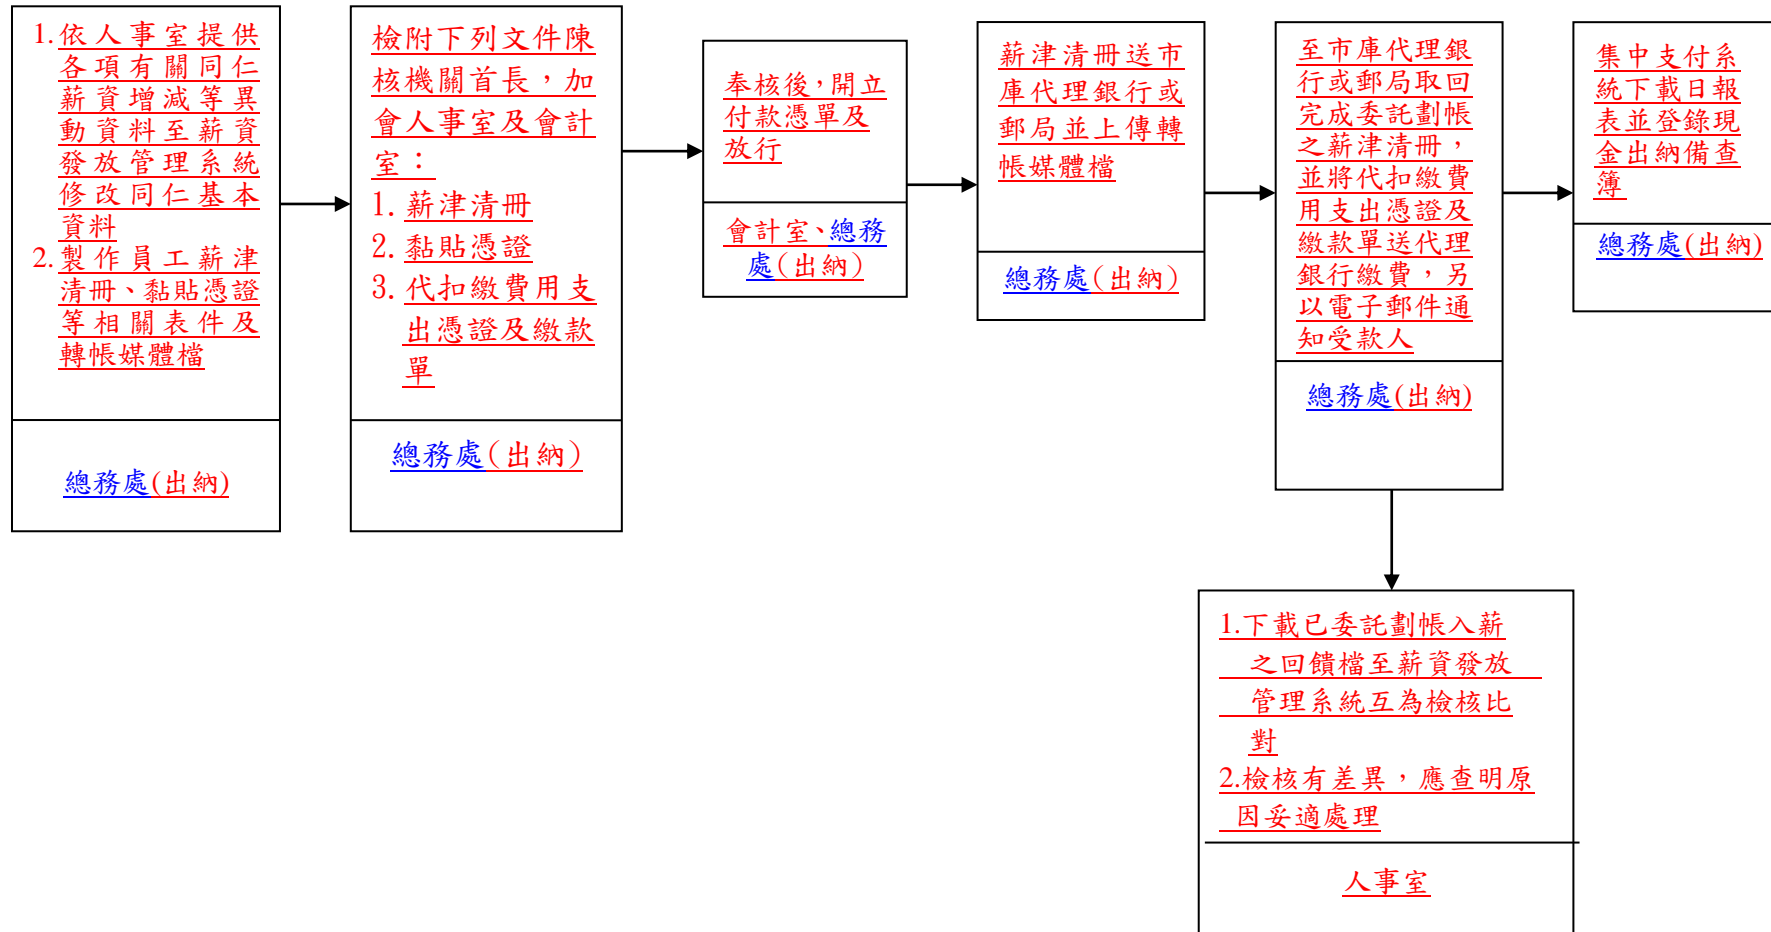 1.依人事室提供
各項有關同仁
薪資增減等異
動資料至薪資
發放管理系統
修改同仁基本
資料
2.製作員工薪津
清冊、黏貼憑證
等相關表件及
轉帳媒體檔
總務處(出納)
檢附下列文件陳
核機關首長，加
會人事室及會計
室：
1. 薪津清冊
2. 黏貼憑證
3. 代扣繳費用支
出憑證及繳款
單
總務處(出納)
奉核後，開立
付款憑單及
放行
會計室、總務
處(出納)
薪津清冊送市
庫代理銀行或
郵局並上傳轉
帳媒體檔
總務處(出納)
至市庫代理銀
行或郵局取回
完成委託劃帳
之薪津清冊，
並將代扣繳費
用支出憑證及
繳款單送代理
銀行繳費，另
以電子郵件通
知受款人
總務處(出納)
集中支付系
統下載日報
表並登錄現
金出納備查
簿
總務處(出納)
1.下載已委託劃帳入薪
之回饋檔至薪資發放
管理系統互為檢核比
對
2.檢核有差異，應查明原
因妥適處理
人事室